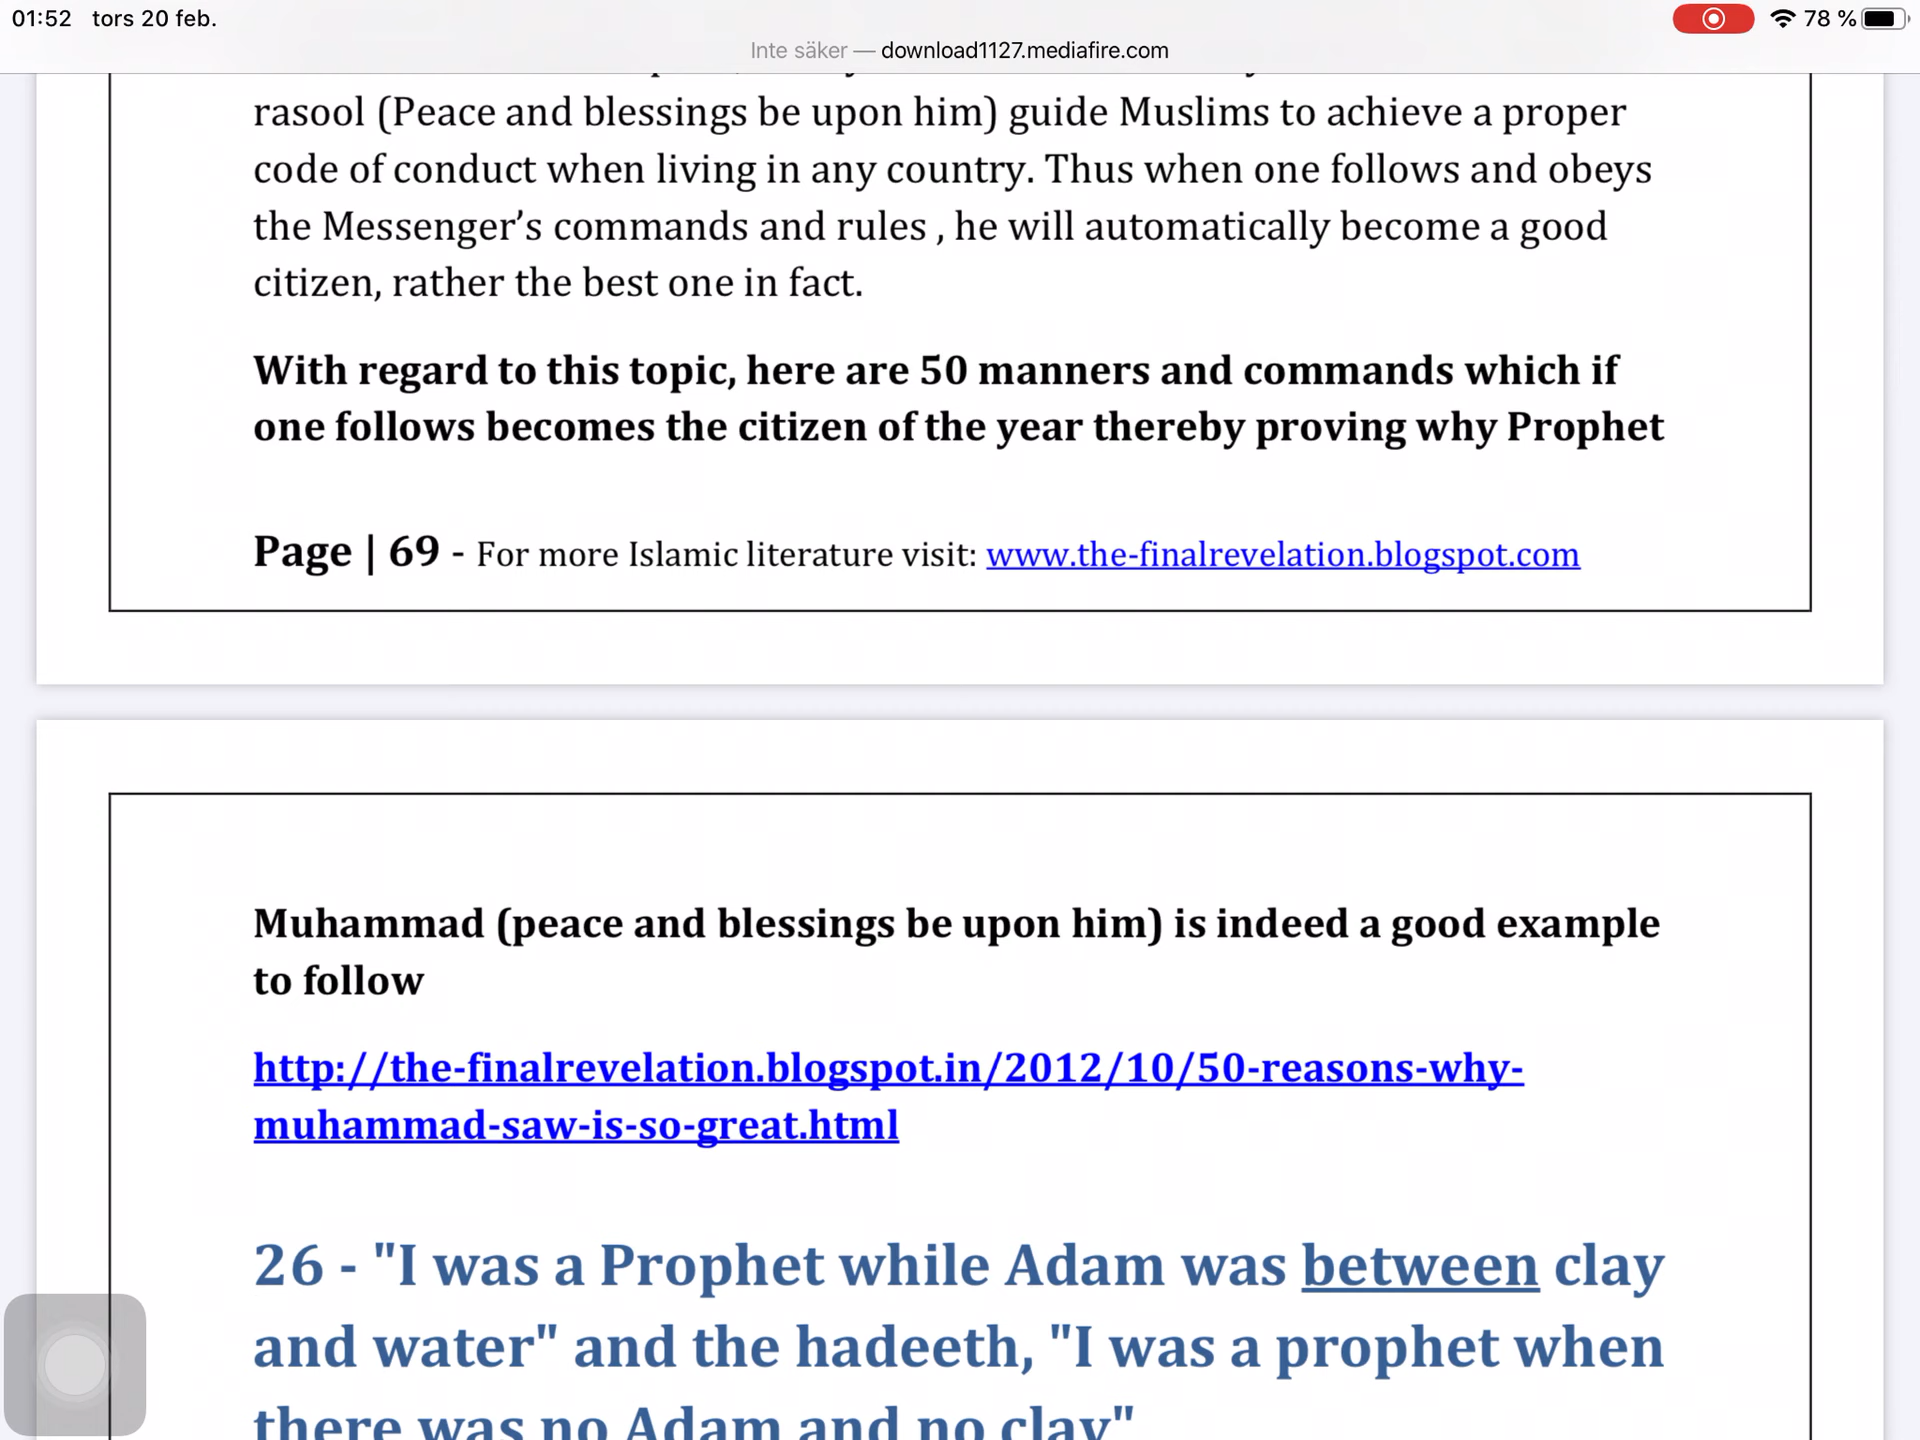 01:52 tors 20 feb.
78 %
Inte säker — download1127.mediafire.com
rasool (Peace and blessings be upon him) guide Muslims to achieve a proper
code of conduct when living in any country. Thus when one follows and obeys
the Messenger’s commands and rules , he will automatically become a good
citizen, rather the best one in fact.
With regard to this topic, here are 50 manners and commands which if
one follows becomes the citizen of the year thereby proving why Prophet
Page | 69 - For more Islamic literature visit: www.the-finalrevelation.blogspot.com
Muhammad (peace and blessings be upon him) is indeed a good example
to follow
http://the-finalrevelation.blogspot.in/2012/10/50-reasons-why-
muhammad-saw-is-so-great.html
26 - "I was a Prophet while Adam was between clay
and water" and the hadeeth, "I was a prophet when
there was no Adam and no clay"